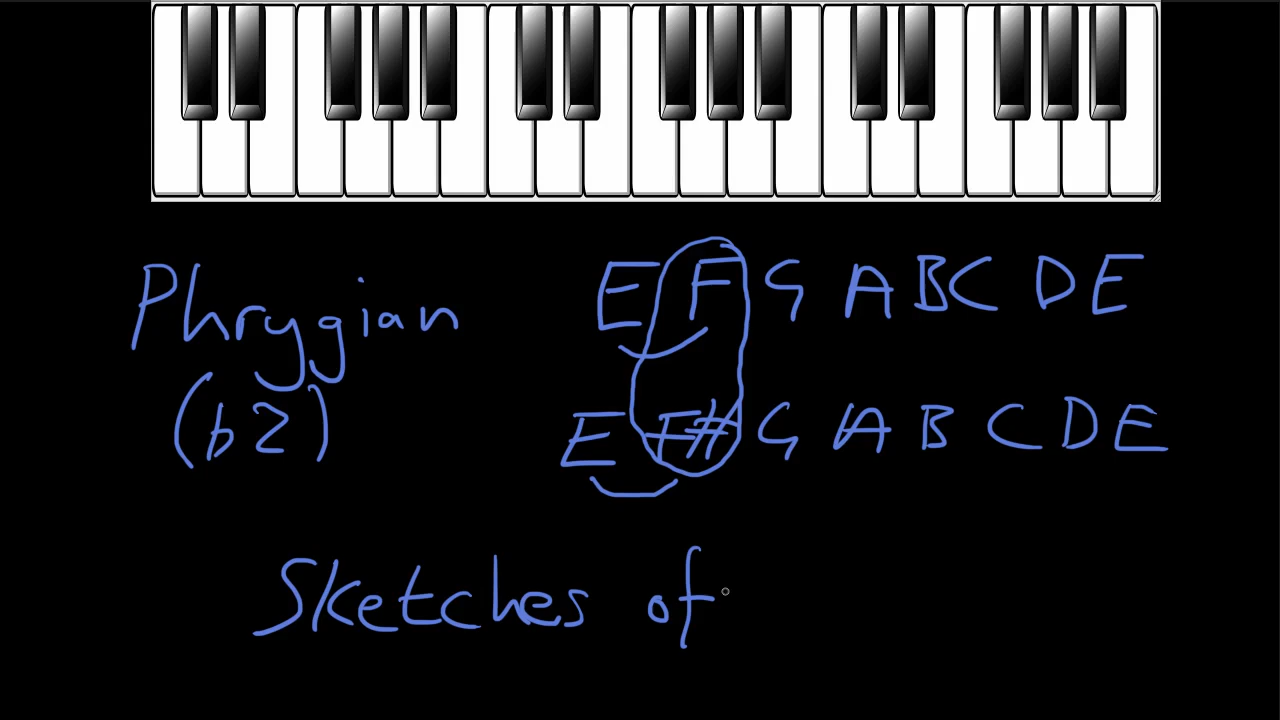 Phrygian
(b2)
E F G A B C D E
E F# G A B C D E
Sketches of